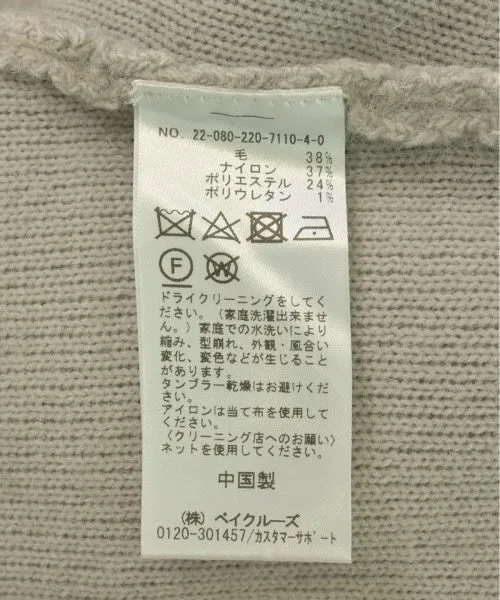 NO. 22-080-220-7110-4-0
毛 38%
ナイロン 37%
ポリエステル 24%
ポリウレタン 1%
F W
ドライクリーニングをしてく
ださい。(家庭洗濯出来ませ
ん。)家庭での水洗いにより
縮み、型崩れ、外観・風合い
変化、変色などが生じること
があります。
タンブラー乾燥はお避けくだ
さい。
アイロンは当て布を使用して
ください。
〈クリーニング店へのお願い〉
ネットを使用してください。
中国製
(株) ベイクルーズ
0120-301457/カスタマーサポート